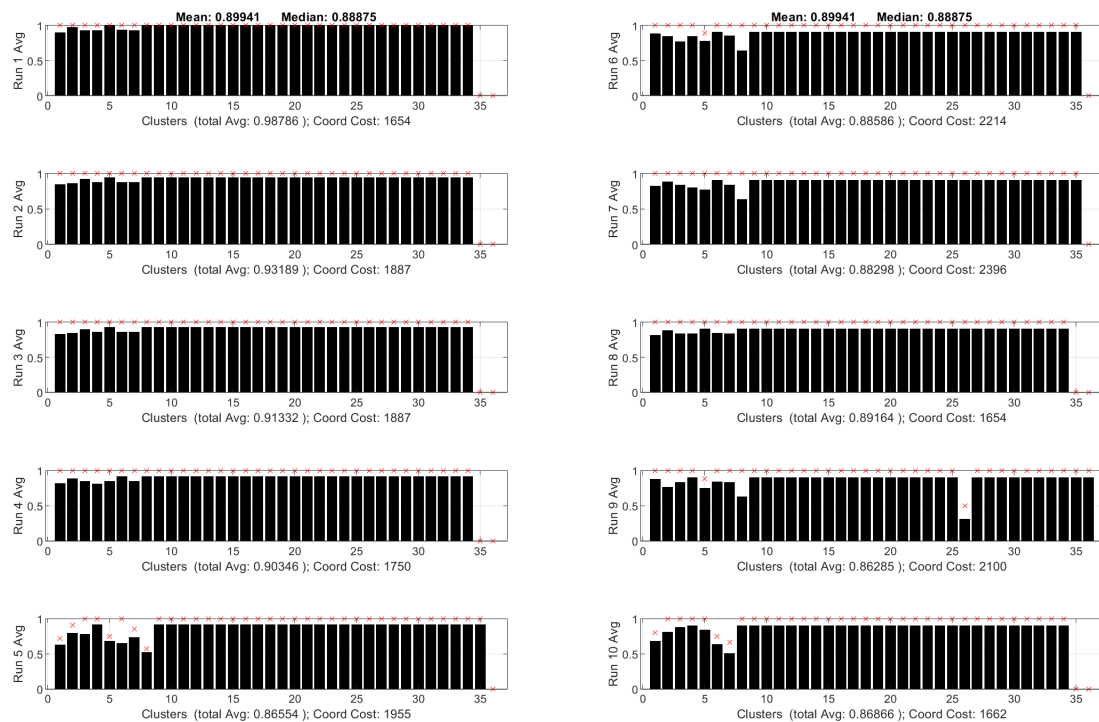 Mean: 0.89941 Median: 0.88875
Run 1 Avg
1
0.5
0
0 5 10 15 20 25 30 35
Clusters (total Avg: 0.98786 ); Coord Cost: 1654
Run 2 Avg
1
0.5
0
0 5 10 15 20 25 30 35
Clusters (total Avg: 0.93189 ); Coord Cost: 1887
Run 3 Avg
1
0.5
0
0 5 10 15 20 25 30 35
Clusters (total Avg: 0.91332 ); Coord Cost: 1887
Run 4 Avg
1
0.5
0
0 5 10 15 20 25 30 35
Clusters (total Avg: 0.90346 ); Coord Cost: 1750
Run 5 Avg
1
0.5
0
0 5 10 15 20 25 30 35
Clusters (total Avg: 0.86554 ); Coord Cost: 1955
Mean: 0.89941 Median: 0.88875
Run 6 Avg
1
0.5
0
0 5 10 15 20 25 30 35
Clusters (total Avg: 0.88586 ); Coord Cost: 2214
Run 7 Avg
1
0.5
0
0 5 10 15 20 25 30 35
Clusters (total Avg: 0.88298 ); Coord Cost: 2396
Run 8 Avg
1
0.5
0
0 5 10 15 20 25 30 35
Clusters (total Avg: 0.89164 ); Coord Cost: 1654
Run 9 Avg
1
0.5
0
0 5 10 15 20 25 30 35
Clusters (total Avg: 0.86285 ); Coord Cost: 2100
Run 10 Avg
1
0.5
0
0 5 10 15 20 25 30 35
Clusters (total Avg: 0.86866 ); Coord Cost: 1662